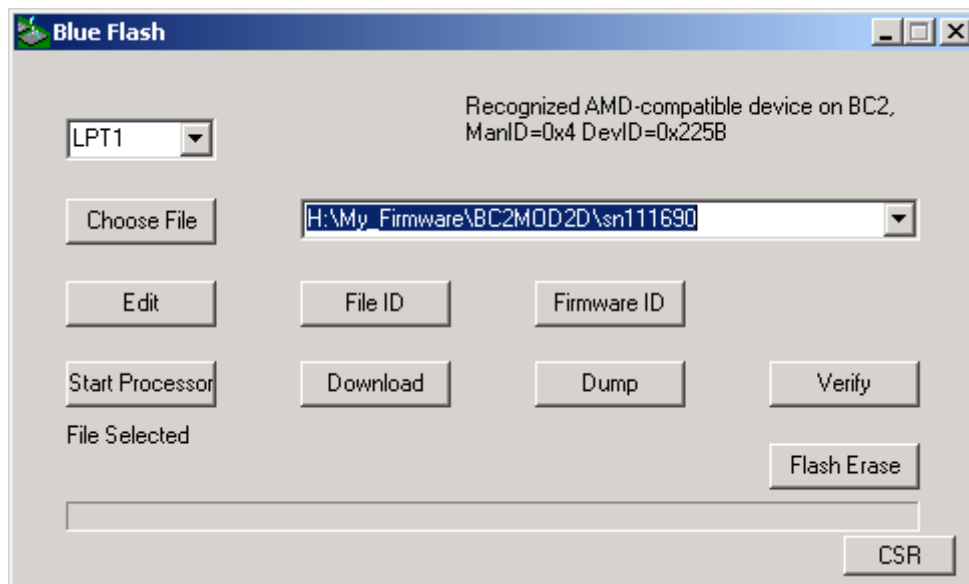 Blue Flash
Recognized AMD-compatible device on BC2,
ManID=0x4 DevID=0x225B
LPT1
Choose File
H:\My_Firmware\BC2MOD2D\sn111690
Edit
File ID
Firmware ID
Start Processor
Download
Dump
Verify
File Selected
Flash Erase
CSR